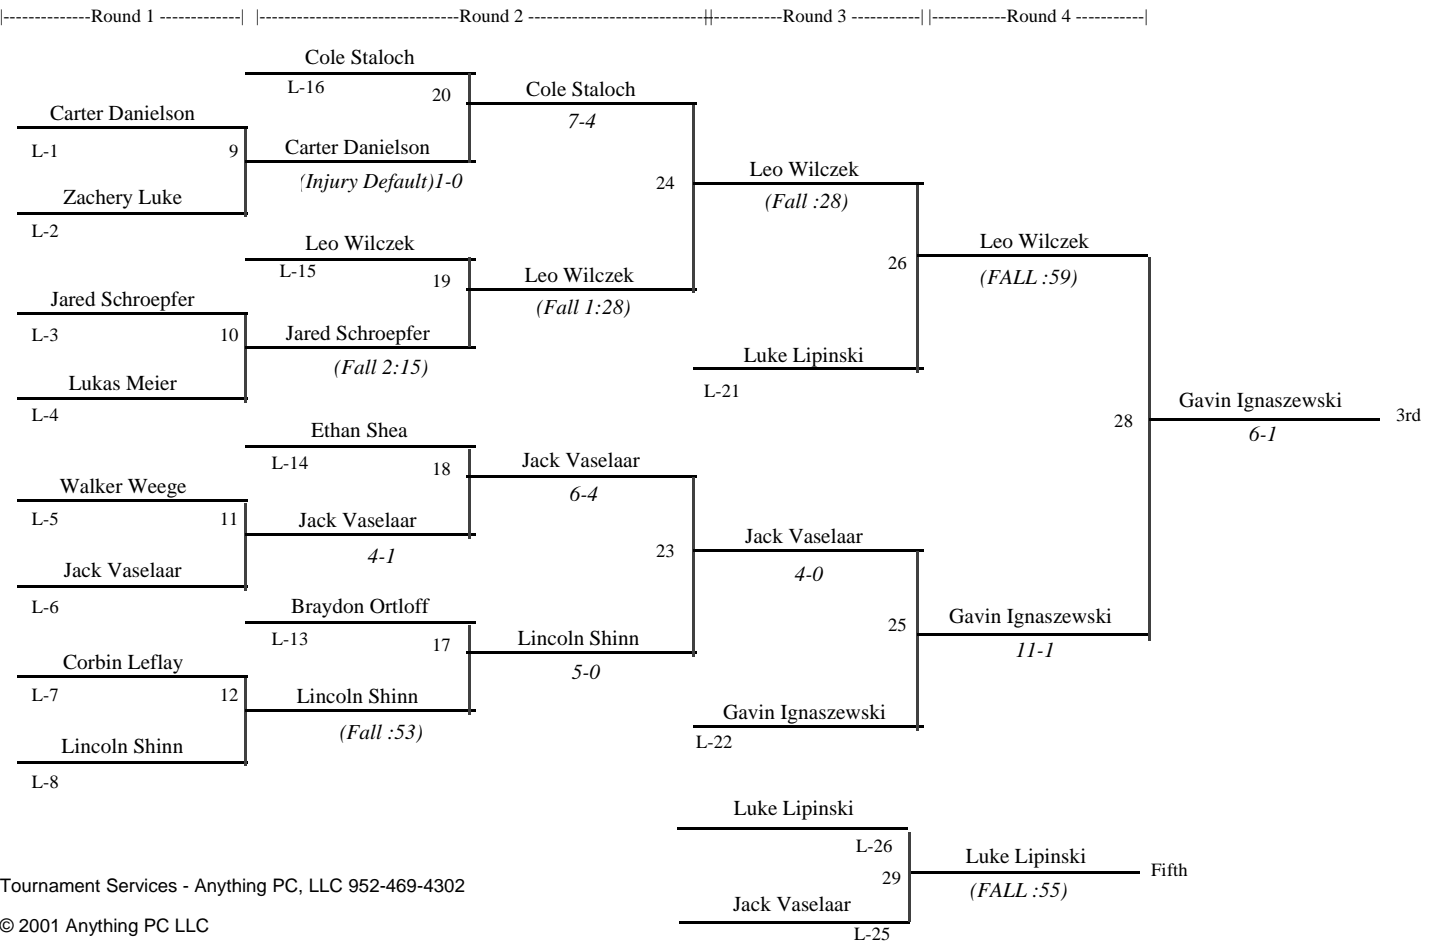 |-------------Round 1 -------------| |--------------------------------Round 2 ----------------------------||------------Round 3 -----------| |------------Round 4 -----------|
Cole Staloch
L-16 20 Cole Staloch
7-4
Carter Danielson
L-1 9 Carter Danielson
(Injury Default)1-0
Zachery Luke
L-2
24 Leo Wilczek
(Fall :28)
Leo Wilczek
L-15 19 Leo Wilczek
(Fall 1:28)
26 Leo Wilczek
(FALL :59)
Jared Schroepfer
L-3 10 Jared Schroepfer
(Fall 2:15)
Lukas Meier
L-4
Luke Lipinski
L-21
28 Gavin Ignaszewski 3rd
6-1
Ethan Shea
L-14 18 Jack Vaselaar
6-4
Walker Weege
L-5 11 Jack Vaselaar
4-1
Jack Vaselaar
L-6
23 Jack Vaselaar
4-0
Braydon Ortloff
L-13 17 Lincoln Shinn
5-0
25 Gavin Ignaszewski
11-1
Corbin Leflay
L-7 12 Lincoln Shinn
(Fall :53)
Lincoln Shinn
L-8
Gavin Ignaszewski
L-22
Luke Lipinski
L-26
29 Luke Lipinski Fifth
(FALL :55)
Jack Vaselaar
L-25
Tournament Services - Anything PC, LLC 952-469-4302
© 2001 Anything PC LLC